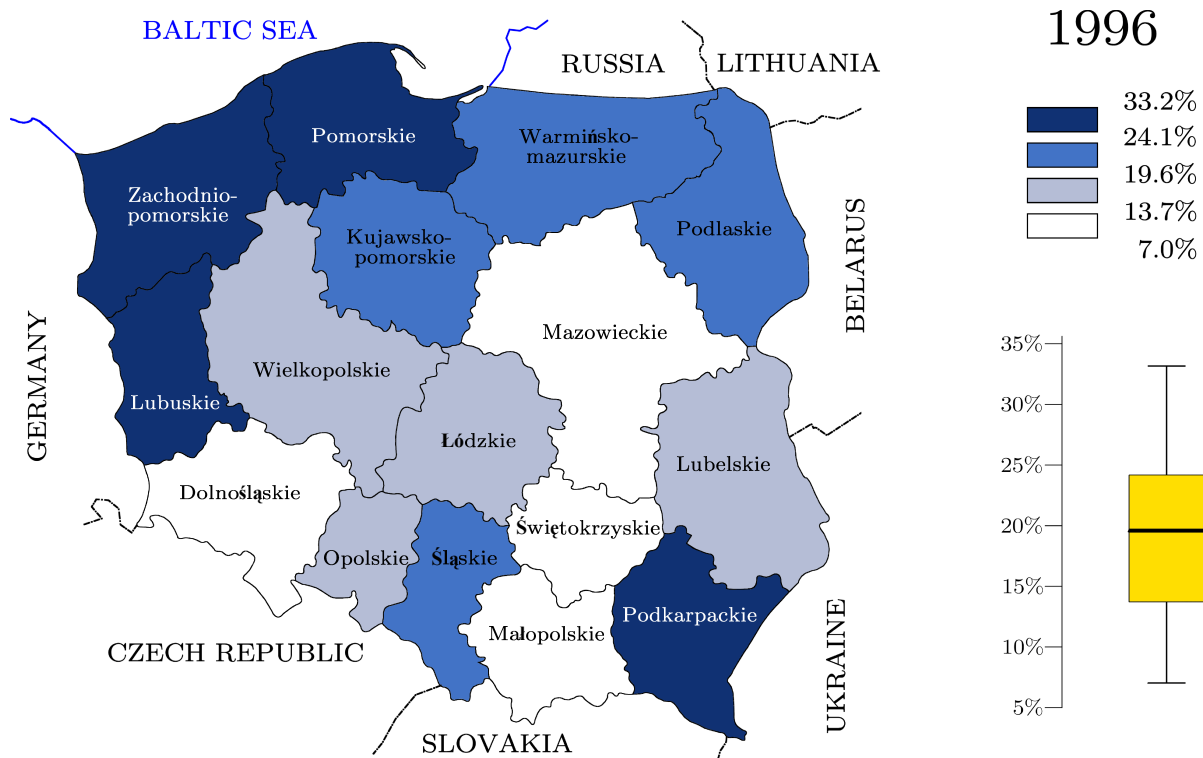 BALTIC SEA
RUSSIA
LITHUANIA
1996
33.2%
24.1%
19.6%
13.7%
7.0%
Pomorskie
Warmińsko-
mazurskie
Zachodnio-
pomorskie
Kujawsko-
pomorskie
Podlaskie
BELARUS
GERMANY
Mazowieckie
Wielkopolskie
Lubuskie
Łódzkie
Lubelskie
Dolnośląskie
Świętokrzyskie
Opolskie
Śląskie
Podkarpackie
Małopolskie
CZECH REPUBLIC
UKRAINE
SLOVAKIA
35%
30%
25%
20%
15%
10%
5%